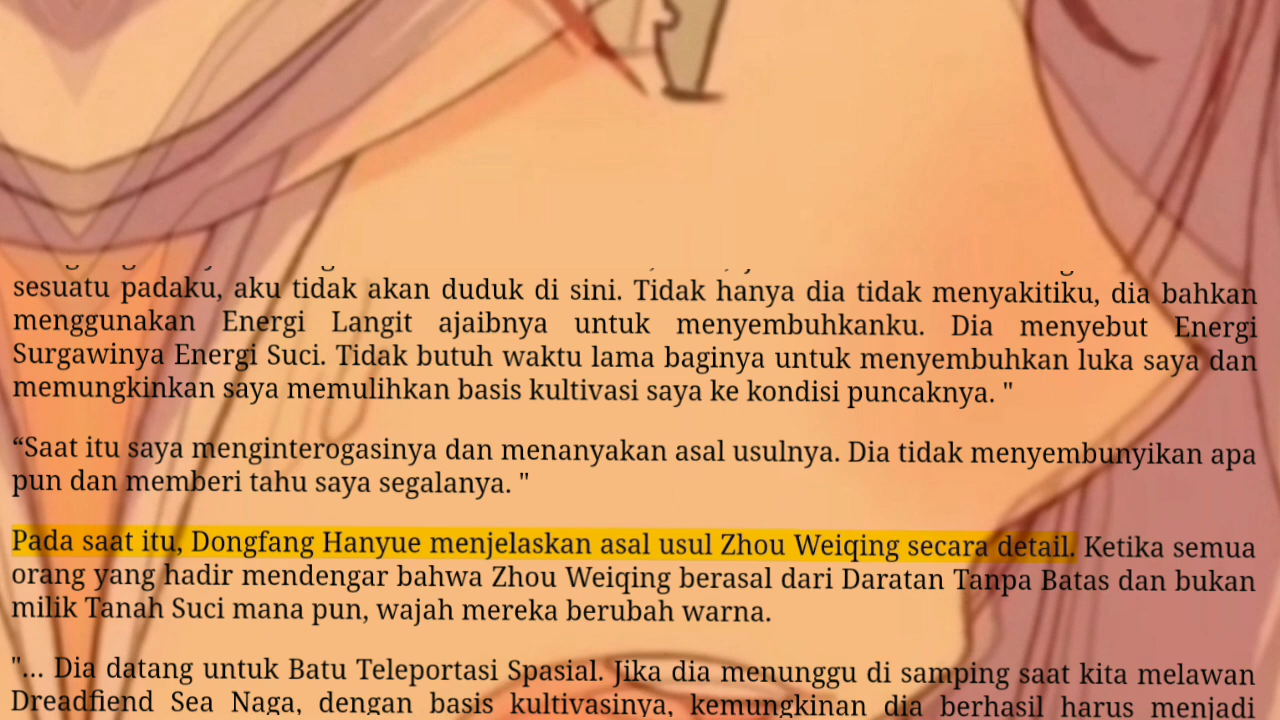 sesuatu padaku, aku tidak akan duduk di sini. Tidak hanya dia tidak menyakitiku, dia bahkan
menggunakan Energi Langit ajaibnya untuk menyembuhkanku. Dia menyebut Energi
Surgawinya Energi Suci. Tidak butuh waktu lama baginya untuk menyembuhkan luka saya dan
memungkinkan saya memulihkan basis kultivasi saya ke kondisi puncaknya. "
“Saat itu saya menginterogasinya dan menanyakan asal usulnya. Dia tidak menyembunyikan apa
pun dan memberi tahu saya segalanya. "
Pada saat itu, Dongfang Hanyue menjelaskan asal usul Zhou Weiqing secara detail. Ketika semua
orang yang hadir mendengar bahwa Zhou Weiqing berasal dari Daratan Tanpa Batas dan bukan
milik Tanah Suci mana pun, wajah mereka berubah warna.
"... Dia datang untuk Batu Teleportasi Spasial. Jika dia menunggu di samping saat kita melawan
Dreadfiend Sea Naga, dengan basis kultivasinya, kemungkinan dia berhasil harus menjadi